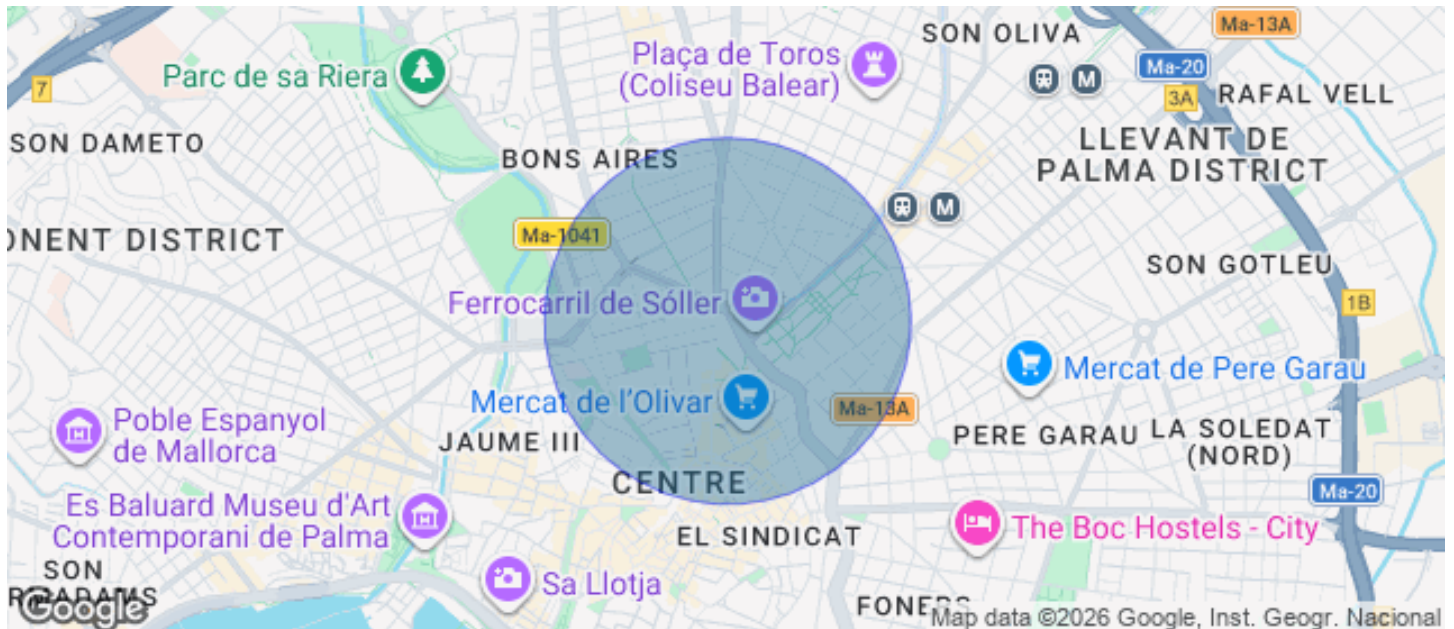 SON OLIVA
Ma-13A
Plaça de Toros
(Coliseu Balear)
Parc de sa Riera
Ma-20
M
7
3A
RAFAL VELL
SON DAMETO
BONS AIRES
LLEVANT DE
PALMA DISTRICT
M
Ma-1041
ONENT DISTRICT
SON GOTLEU
Ferrocarril de Sóller
1B
Mercat de Pere Garau
Mercat de l'Olivar
Ma-13A
Poble Espanyol
de Mallorca
JAUME III
PERE GARAU
LA SOLEDAT
(NORD)
CENTRE
Ma-20
Es Baluard Museu d'Art
Contemporani de Palma
EL SINDICAT
The Boc Hostels - City
SON
Sa Llotja
Google
FONERS
Map data ©2026 Google, Inst. Geogr. Nacional